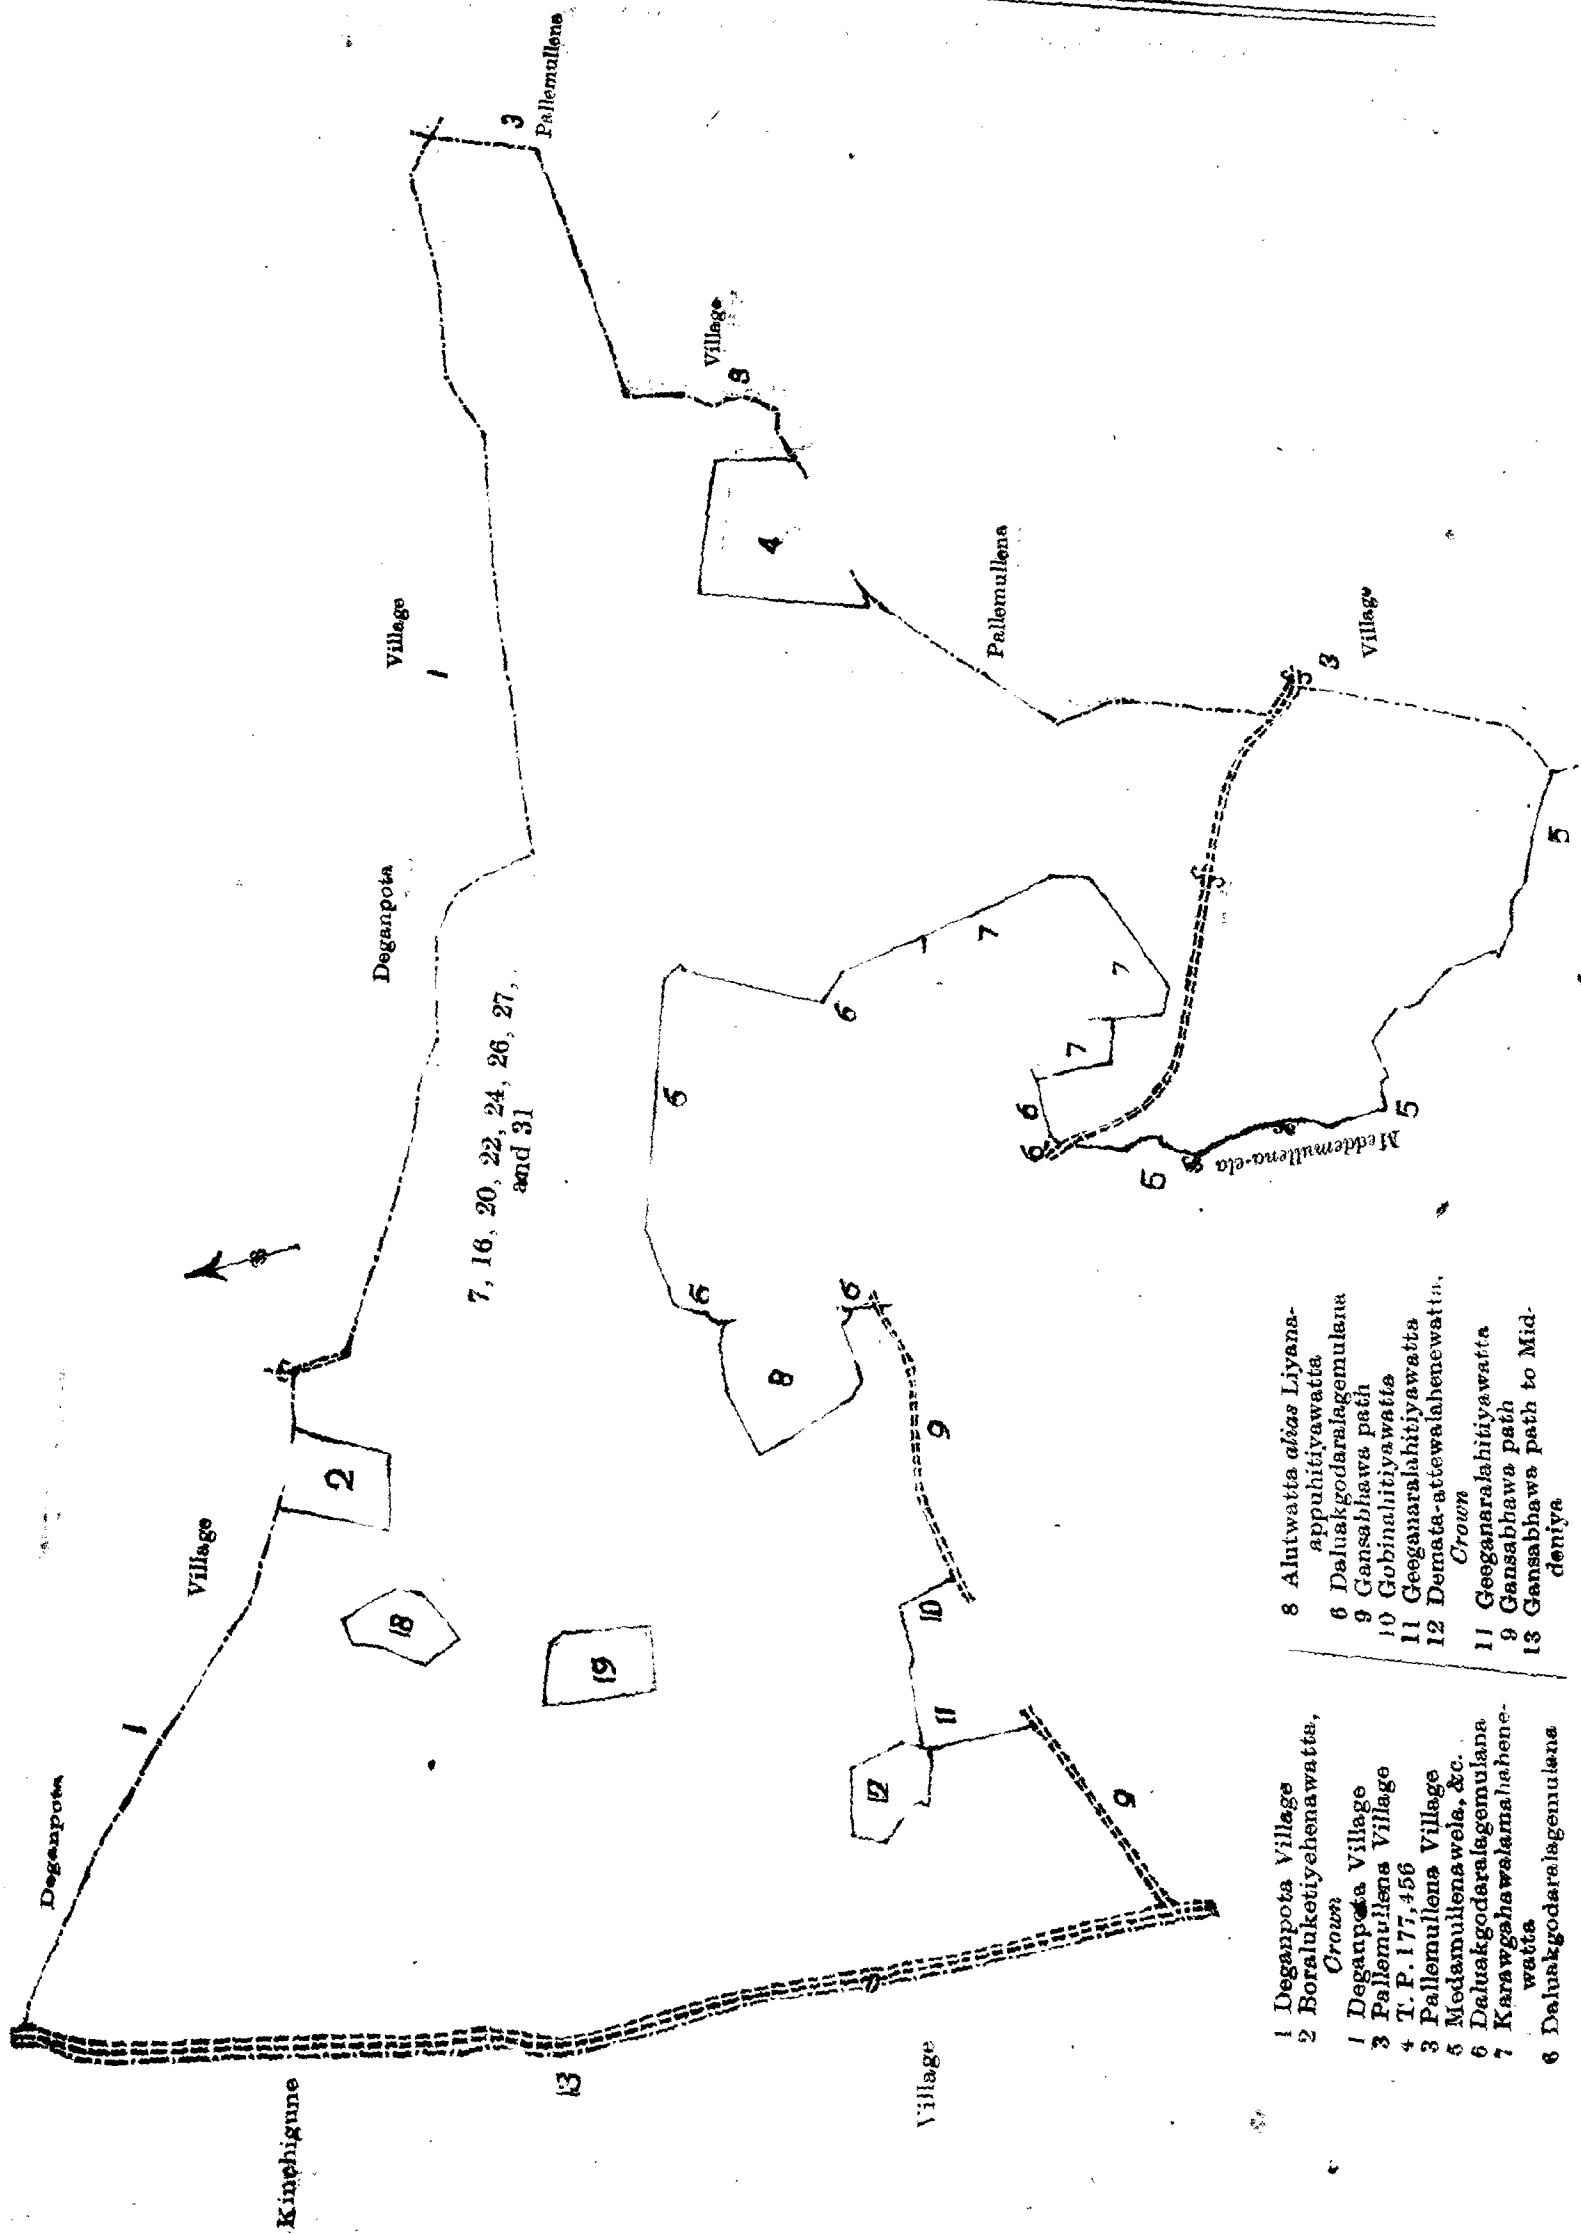 Deganpota
Village
Deganpota
Village
Pallemullena
Village
Pallemullena
Village
Kinchigune
Village
1
2
1
3
3
4
18
19
7, 16, 20, 22, 24, 26, 27,
and 31
6
6
6
6
6
6
7
7
7
8
9
10
11
12
9
13
3
5
5
5
Meddemullena-ela
1 Deganpota Village
2 Boraluketiyehenawatta,
Crown
1 Deganpota Village
3 Pallemullena Village
4 T. P. 177,456
3 Pallemullena Village
5 Medamullenawela, &c.
6 Daluakgodaralagemulana
7 Karawgahawalamahahene-
watta
6 Daluakgodaralagemulana
8 Alutwatta alias Liyana-
appuhitiyawatta
6 Daluakgodaralagemulana
9 Gansabhawa path
10 Gobinahitiyawatta
11 Geeganaralahitiyawatta
12 Demata-attewalahenewatta,
Crown
11 Geeganaralahitiyawatta
9 Gansabhawa path
13 Gansabhawa path to Mid-
deniya